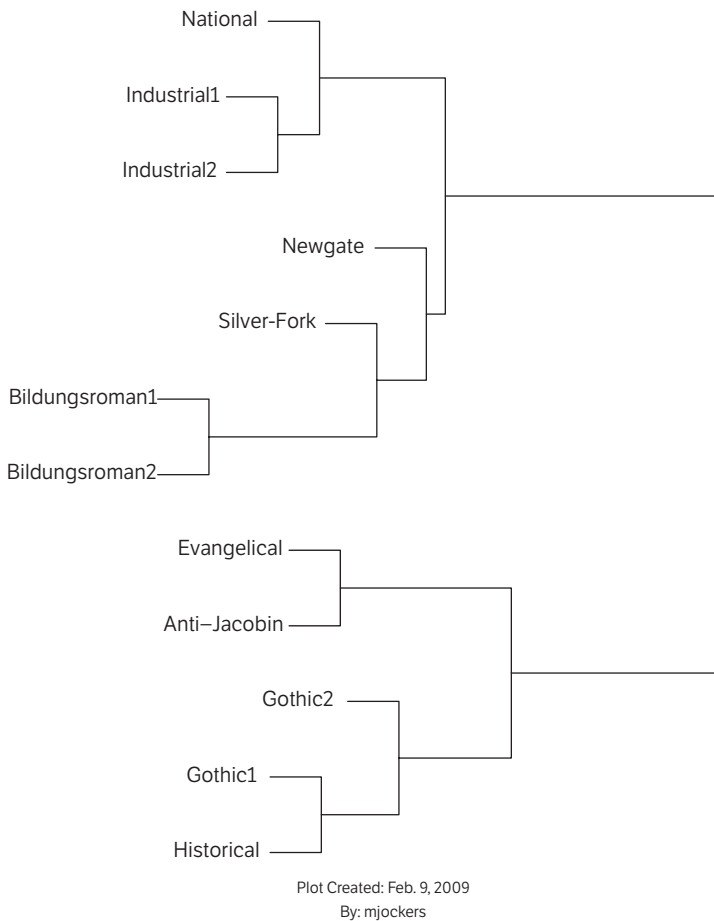 National
Industrial1
Industrial2
Newgate
Silver-Fork
Bildungsroman1
Bildungsroman2
Evangelical
Anti–Jacobin
Gothic2
Gothic1
Historical
Plot Created: Feb. 9, 2009
By: mjockers